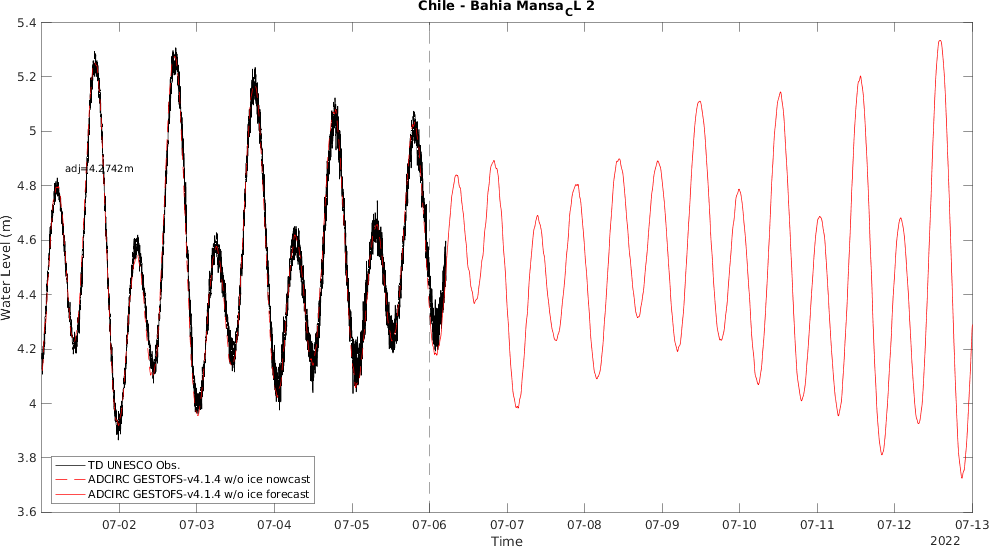 Chile - Bahia Mansa_CL 2
5.4
5.2
5
4.8
4.6
4.4
4.2
4
3.8
3.6
Water Level (m)
adj=4.2742m
TD UNESCO Obs.
ADCIRC GESTOFS-v4.1.4 w/o ice nowcast
ADCIRC GESTOFS-v4.1.4 w/o ice forecast
07-02 07-03 07-04 07-05 07-06 07-07 07-08 07-09 07-10 07-11 07-12 07-13
Time
2022